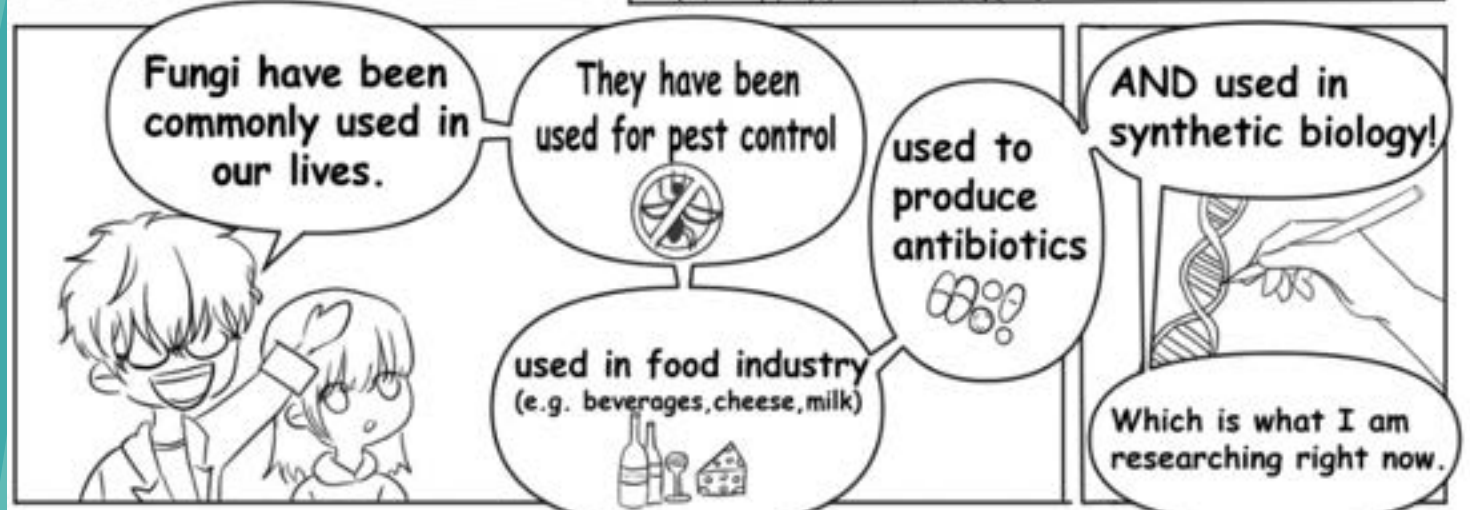 Fungi have been
commonly used in
our lives.
They have been
used for pest control
used in food industry
(e.g. beverages,cheese,milk)
used to
produce
antibiotics
AND used in
synthetic biology!
Which is what I am
researching right now.